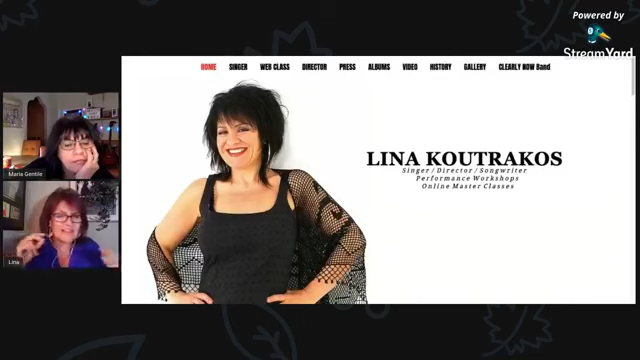 Powered by
StreamYard
HOME SINGER WEB CLASS DIRECTOR PRESS ALBUMS VIDEO HISTORY GALLERY CLEARLY NOW Band
LINA KOUTRAKOS
Singer / Director / Songwriter
Performance Workshops
Online Master Classes
Maria Gentile
Lina